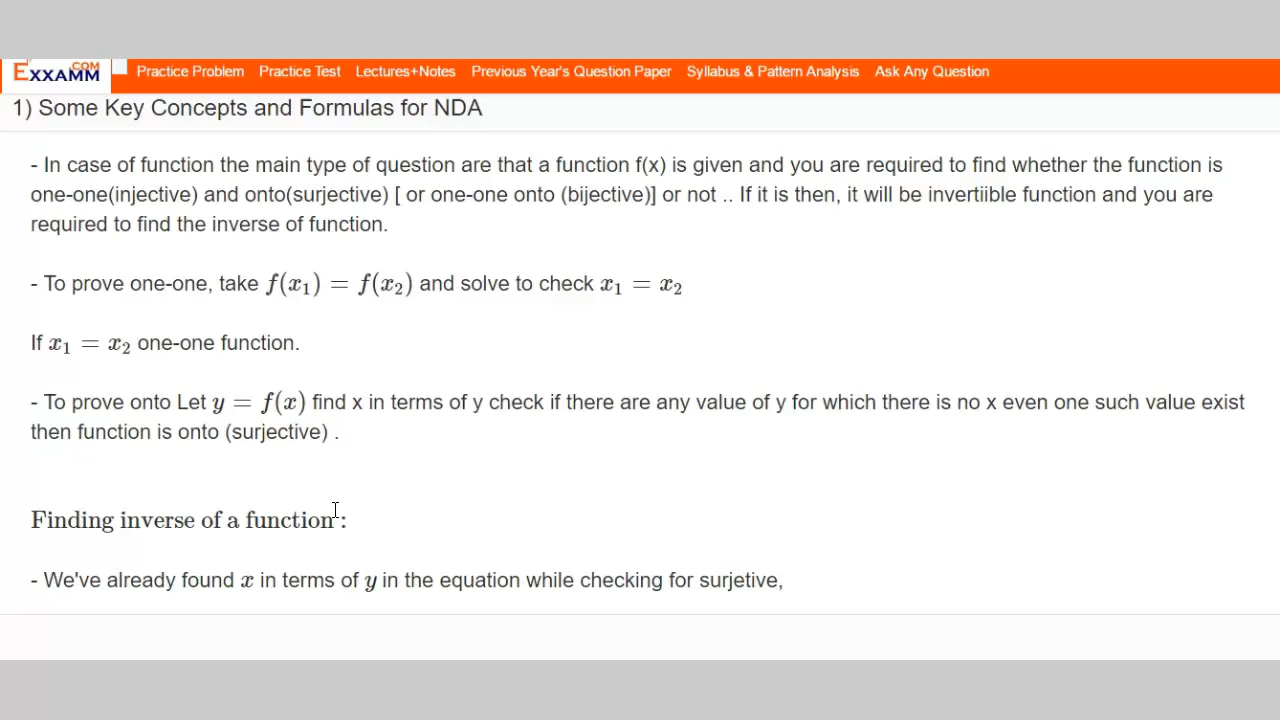 EXXAMM.COM
Practice Problem Practice Test Lectures+Notes Previous Year's Question Paper Syllabus & Pattern Analysis Ask Any Question
1) Some Key Concepts and Formulas for NDA
- In case of function the main type of question are that a function f(x) is given and you are required to find whether the function is
one-one(injective) and onto(surjective) [ or one-one onto (bijective)] or not .. If it is then, it will be invertiible function and you are
required to find the inverse of function.
- To prove one-one, take f(x₁) = f(x₂) and solve to check x₁ = x₂
If x₁ = x₂ one-one function.
- To prove onto Let y = f(x) find x in terms of y check if there are any value of y for which there is no x even one such value exist
then function is onto (surjective) .
Finding inverse of a function :
- We've already found x in terms of y in the equation while checking for surjetive,